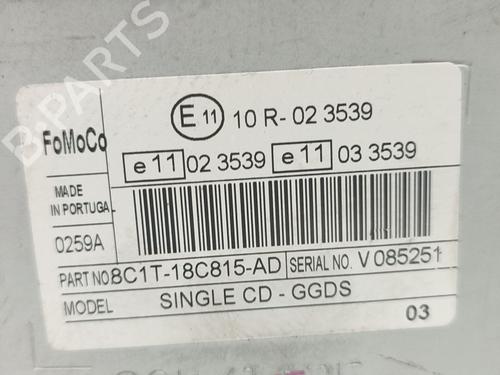 B-PARTS
E 11 10 R- 02 3539
FoMoCo
e 11 02 3539 e 11 03 3539
MADE
IN PORTUGAL
0259A
PART NO 8C1T-18C815-AD SERIAL NO. V 085251
MODEL SINGLE CD - GGDS
03